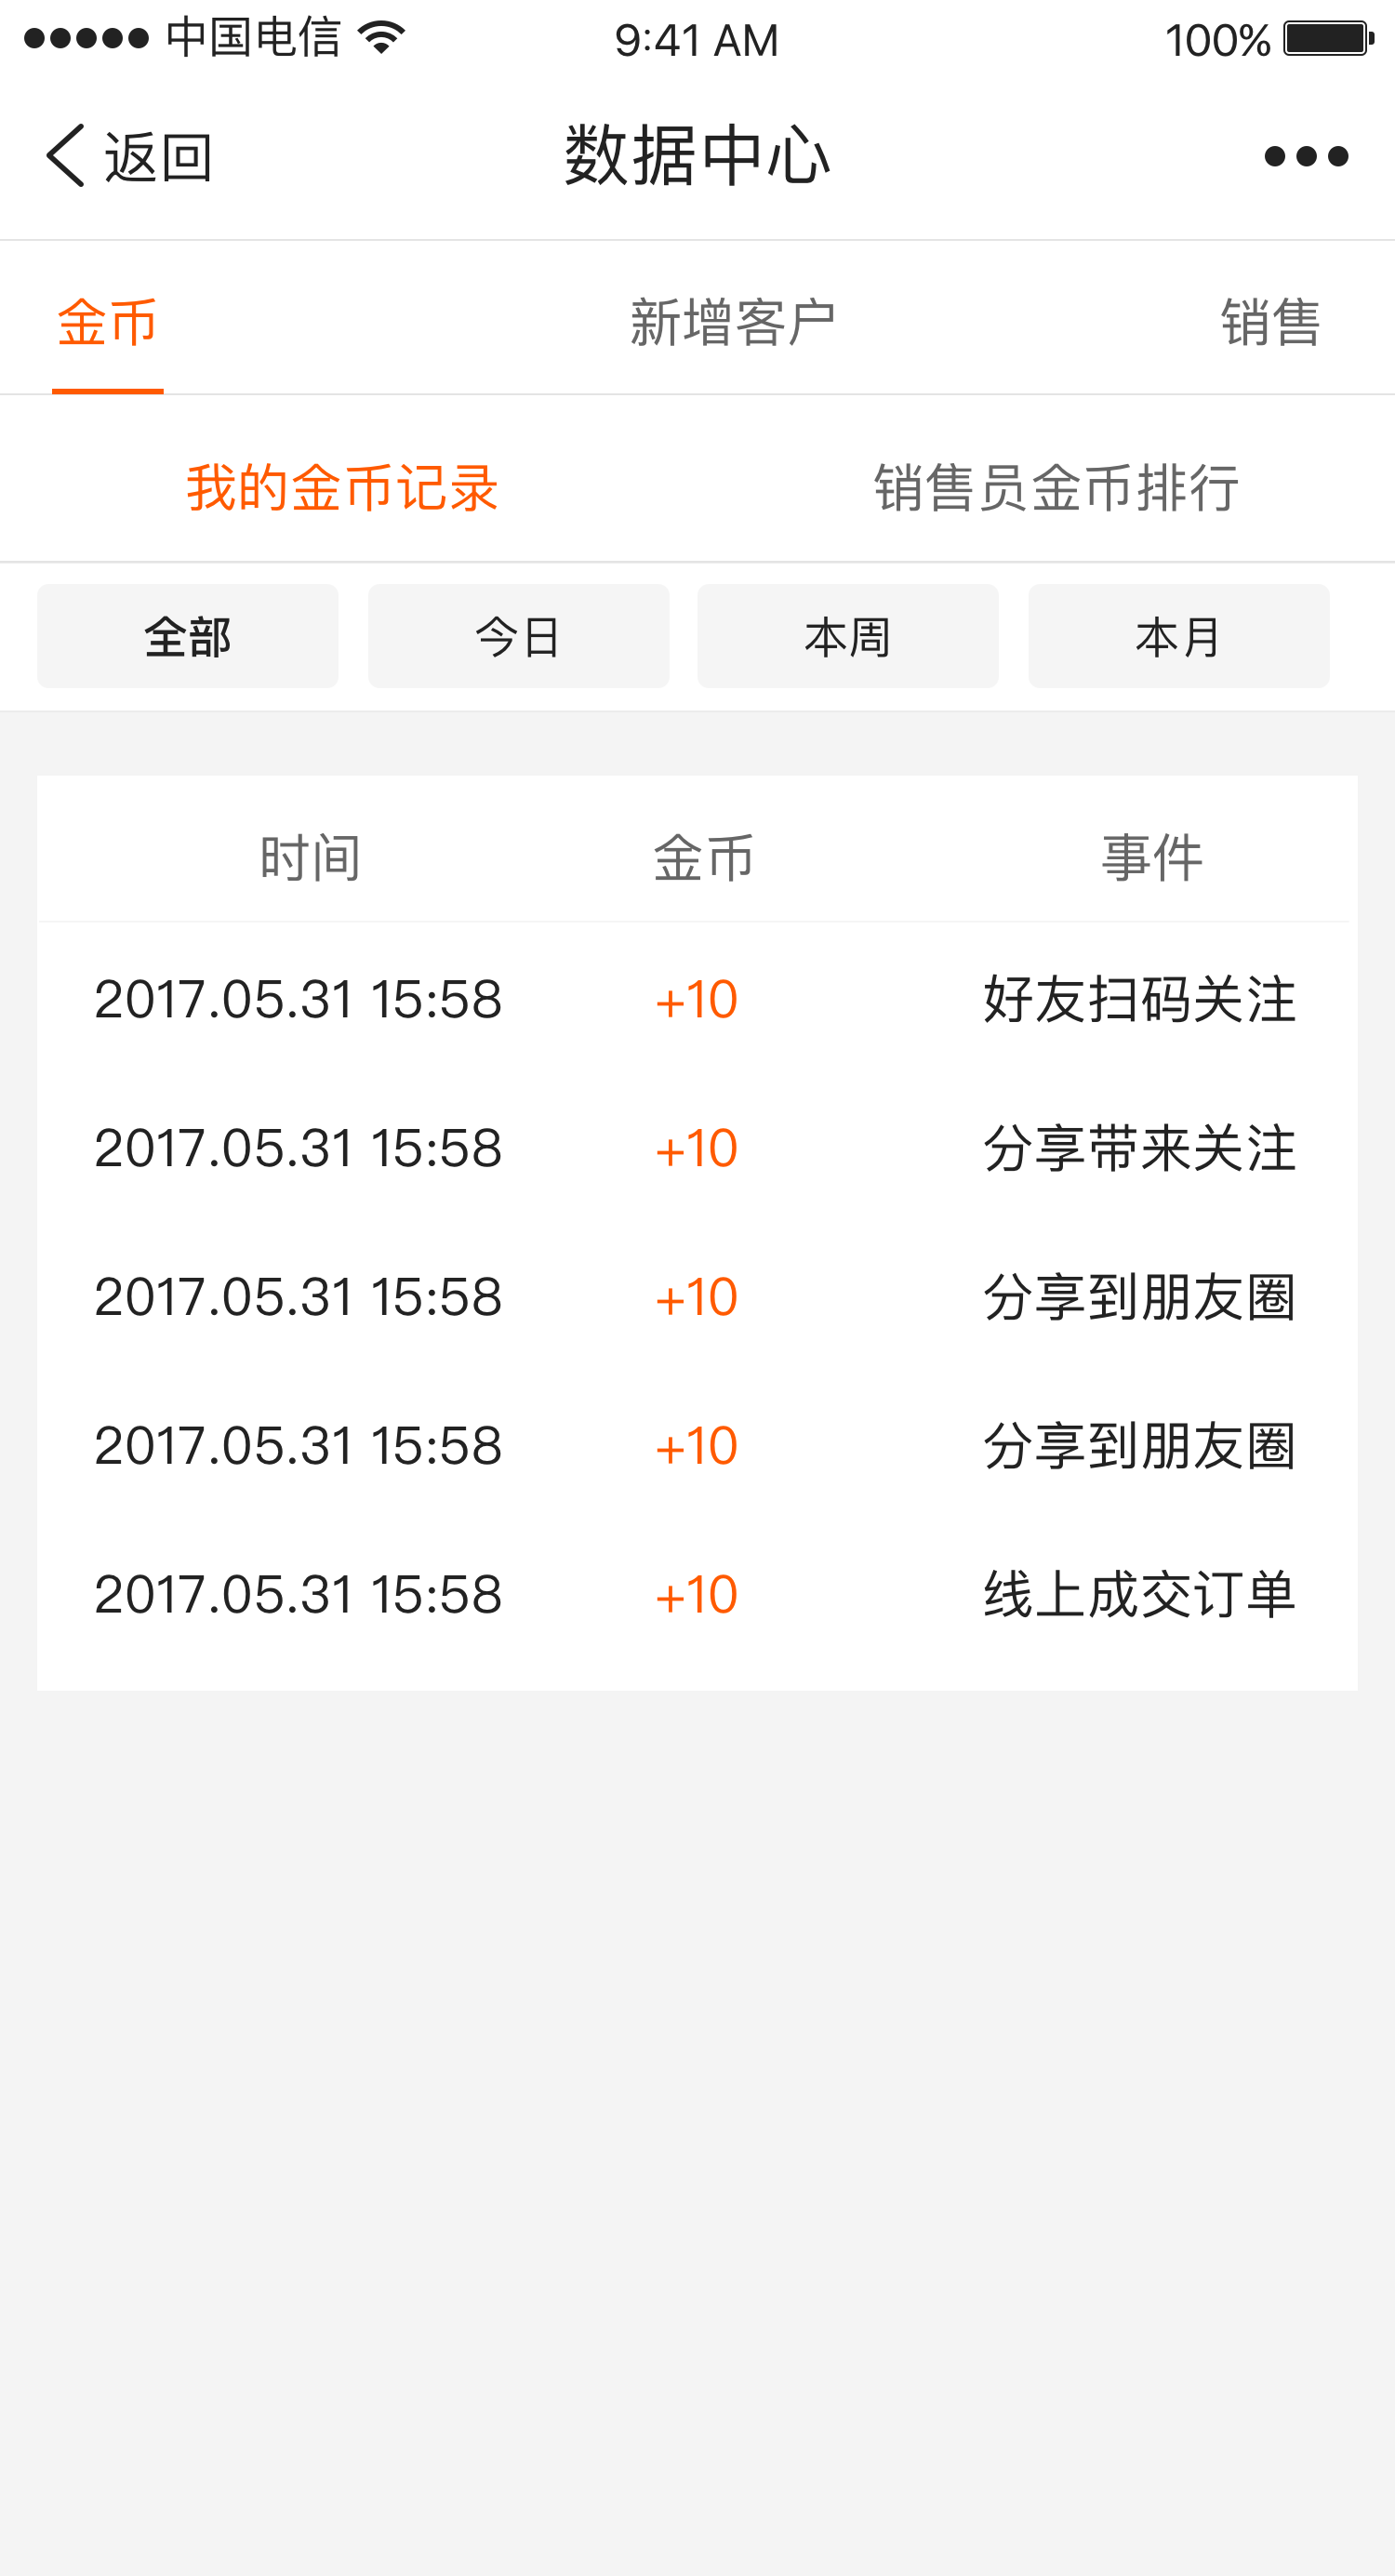 中国电信 9:41 AM 100%
返回 数据中心
金币 新增客户 销售
我的金币记录 销售员金币排行
全部 今日 本周 本月
时间 金币 事件
2017.05.31 15:58 +10 好友扫码关注
2017.05.31 15:58 +10 分享带来关注
2017.05.31 15:58 +10 分享到朋友圈
2017.05.31 15:58 +10 分享到朋友圈
2017.05.31 15:58 +10 线上成交订单